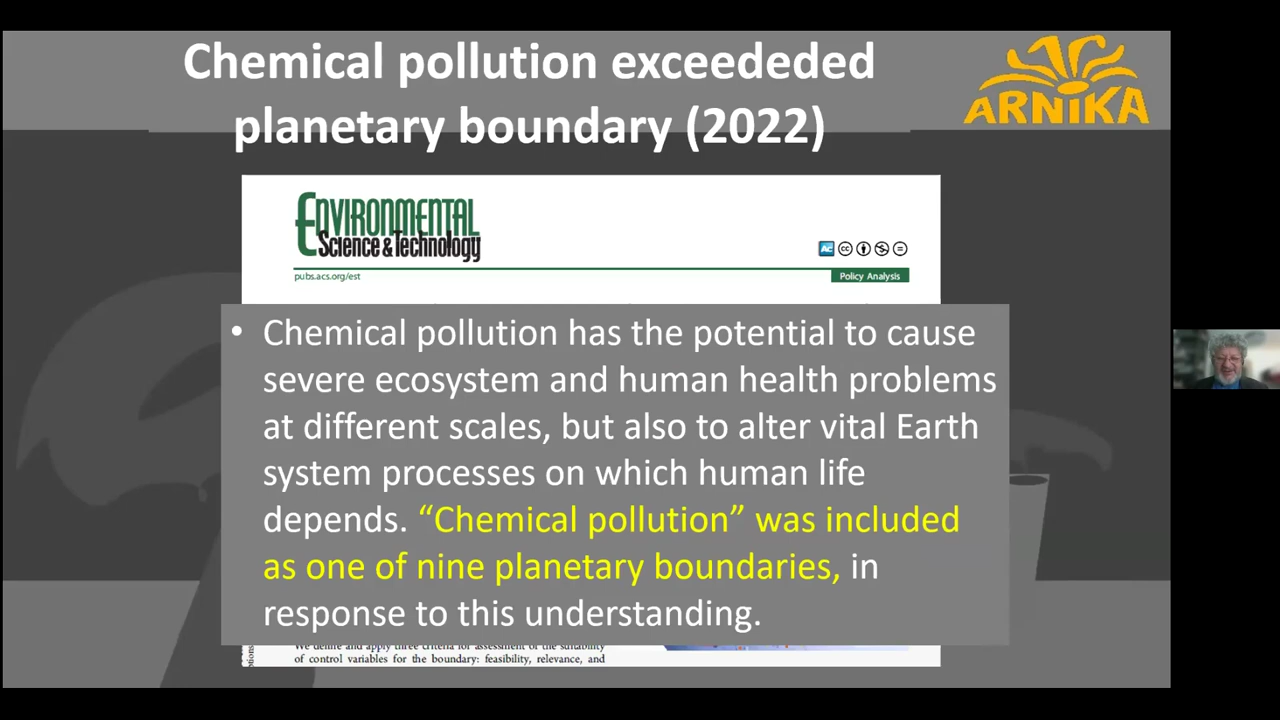 Chemical pollution exceededed
planetary boundary (2022)
ARNIKA
ENVIRONMENTAL
Science & Technology
pubs.acs.org/est
Policy Analysis
• Chemical pollution has the potential to cause
severe ecosystem and human health problems
at different scales, but also to alter vital Earth
system processes on which human life
depends. “Chemical pollution” was included
as one of nine planetary boundaries, in
response to this understanding.
We define and apply three criteria for assessment of the suitability
of control variables for the boundary: feasibility, relevance, and